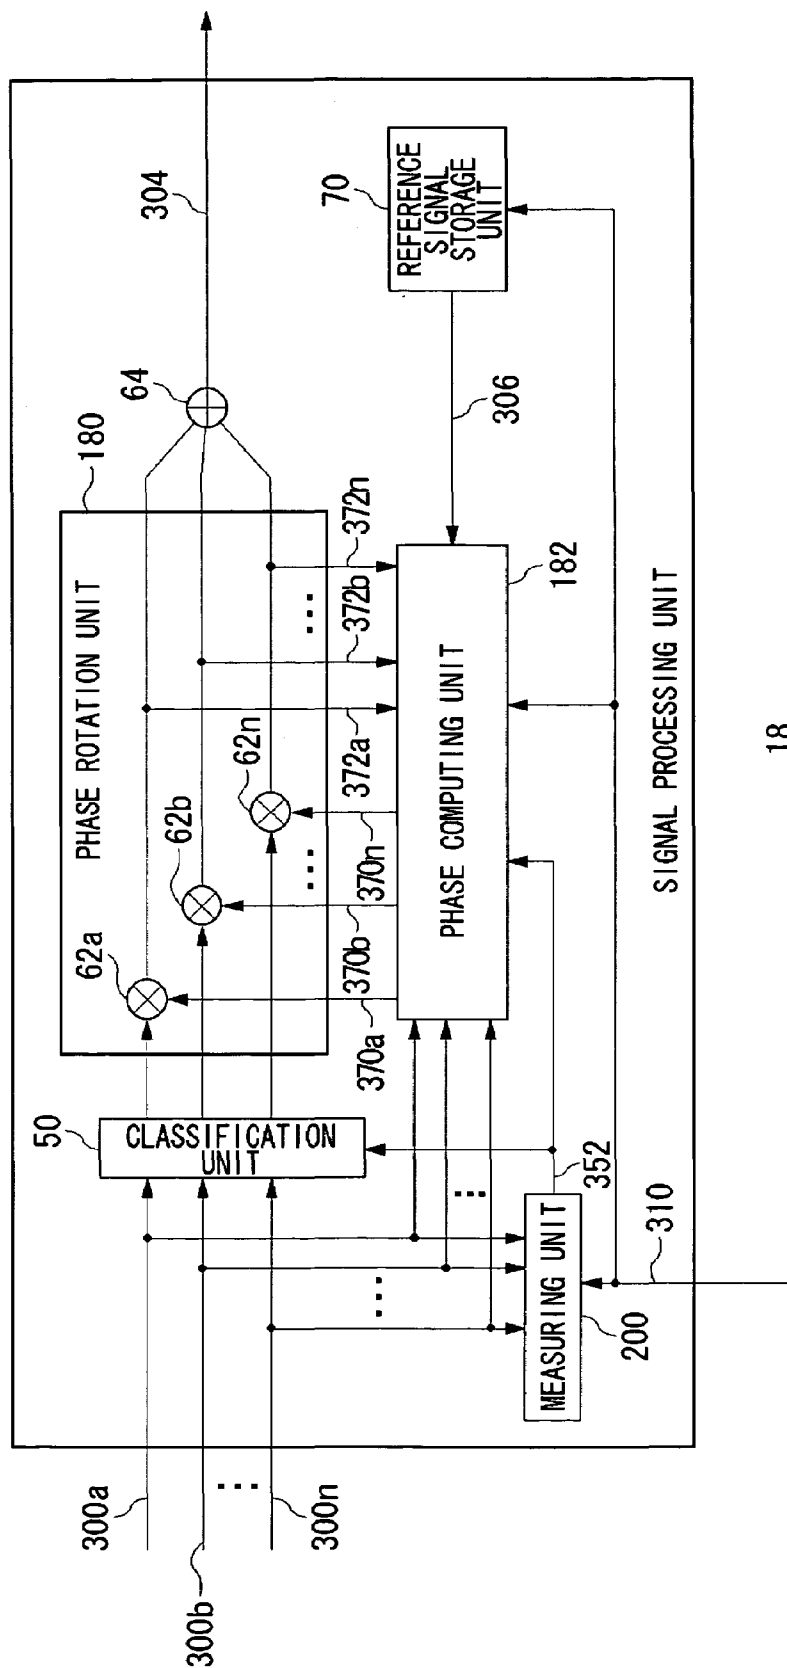 304
64
180
PHASE ROTATION UNIT
62a
62b
62n
...
...
50
CLASSIFICATION
UNIT
300a
300b
...
300n
...
...
370a
370b
370n
372a
372b
372n
PHASE COMPUTING UNIT
182
306
70
REFERENCE
SIGNAL
STORAGE
UNIT
352
MEASURING UNIT
200
310
SIGNAL PROCESSING UNIT
18